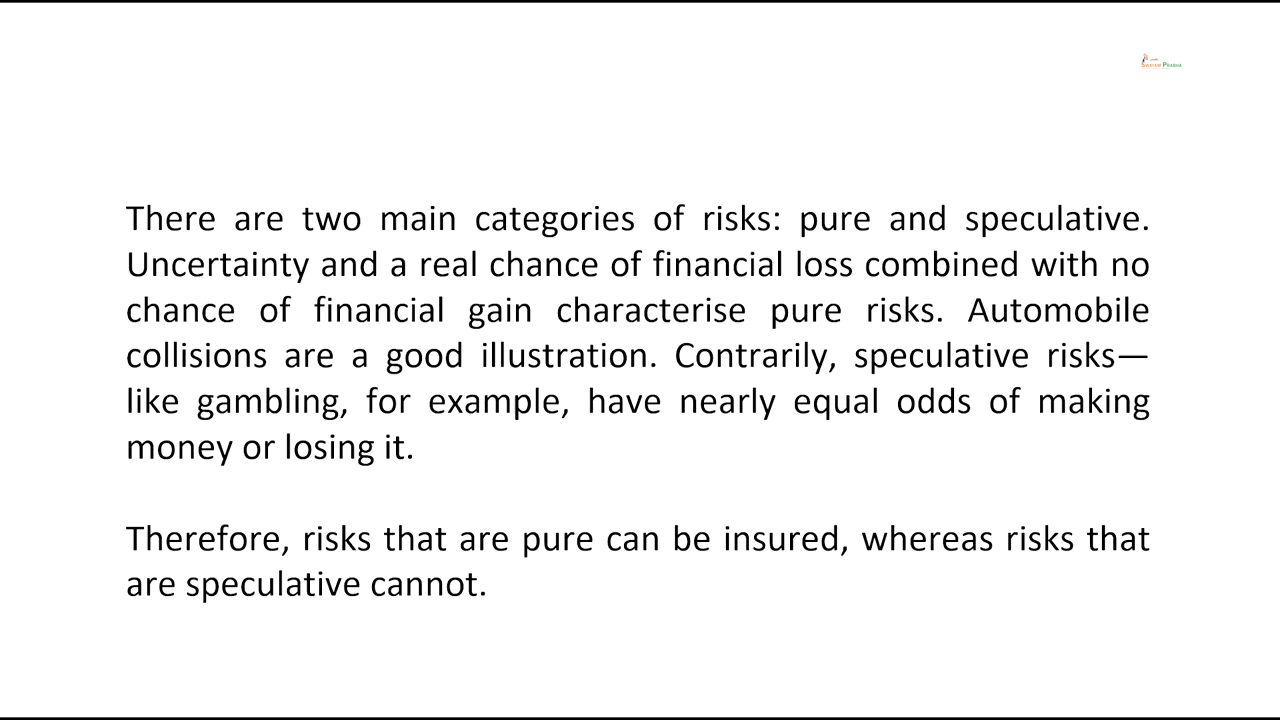 Swayam Prabha
There are two main categories of risks: pure and speculative.
Uncertainty and a real chance of financial loss combined with no
chance of financial gain characterise pure risks. Automobile
collisions are a good illustration. Contrarily, speculative risks—
like gambling, for example, have nearly equal odds of making
money or losing it.
Therefore, risks that are pure can be insured, whereas risks that
are speculative cannot.